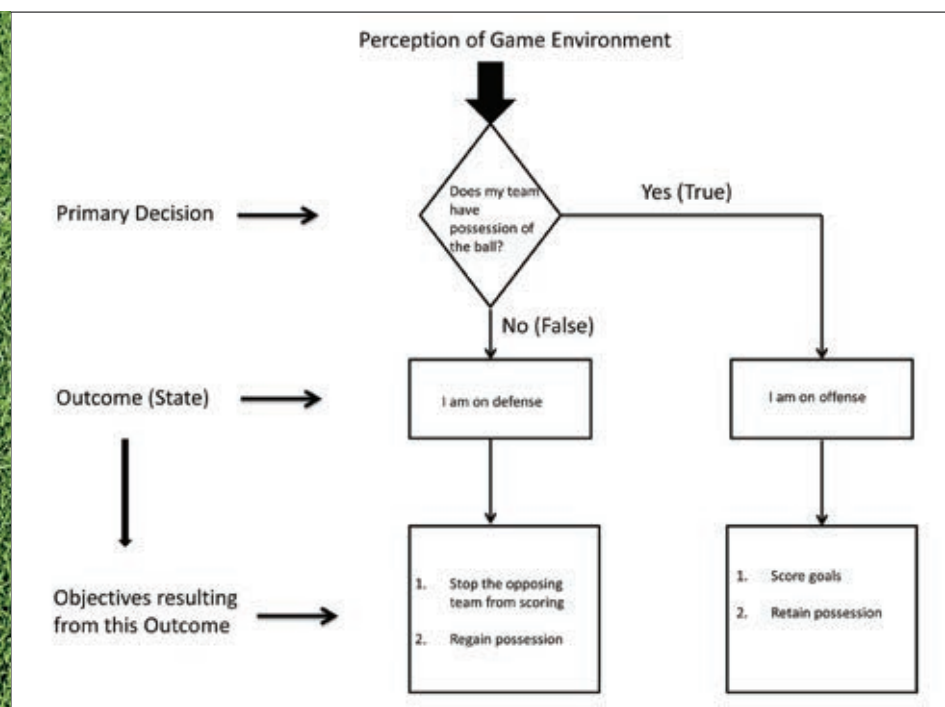 Perception of Game Environment
Primary Decision
Does my team
have
possession of
the ball?
Yes (True)
No (False)
Outcome (State)
I am on defense
I am on offense
Objectives resulting
from this Outcome
1. Stop the opposing
team from scoring
2. Regain possession
1. Score goals
2. Retain possession